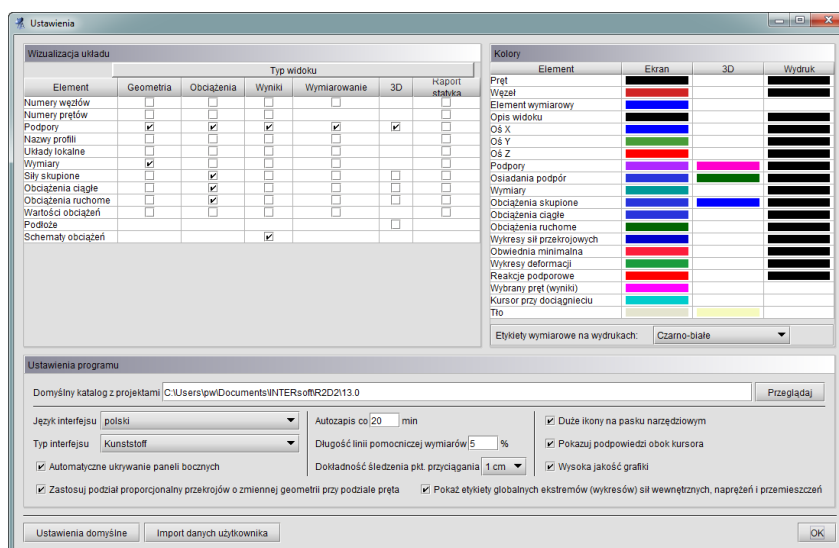 Ustawienia
Wizualizacja układu
Typ widoku
Element Geometria Obciążenia Wyniki Wymiarowanie 3D Raport statyka
Numery węzłów
Numery prętów
Podpory
Nazwy profili
Układy lokalne
Wymiary
Siły skupione
Obciążenia ciągłe
Obciążenia ruchome
Wartości obciążeń
Podłoże
Schematy obciążeń
Kolory
Element Ekran 3D Wydruk
Pręt
Węzeł
Element wymiarowy
Opis widoku
Oś X
Oś Y
Oś Z
Podpory
Osiadania podpór
Wymiary
Obciążenia skupione
Obciążenia ciągłe
Obciążenia ruchome
Wykresy sił przekrojowych
Obwiednia minimalna
Wykresy deformacji
Reakcje podporowe
Wybrany pręt (wyniki)
Kursor przy dociągnieciu
Tło
Etykiety wymiarowe na wydrukach: Czarno-białe
Ustawienia programu
Domyślny katalog z projektami C:\Users\pw\Documents\INTERsoft\R2D2\13.0 Przeglądaj
Język interfejsu polski Autozapis co 20 min Duże ikony na pasku narzędziowym
Typ interfejsu Kunststoff Długość linii pomocniczej wymiarów 5 % Pokazuj podpowiedzi obok kursora
Automatyczne ukrywanie paneli bocznych Dokładność śledzenia pkt. przyciągania 1 cm Wysoka jakość grafiki
Zastosuj podział proporcjonalny przekrojów o zmiennej geometrii przy podziale pręta Pokaż etykiety globalnych ekstremów (wykresów) sił wewnętrznych, naprężeń i przemieszczeń
Ustawienia domyślne Import danych użytkownika OK